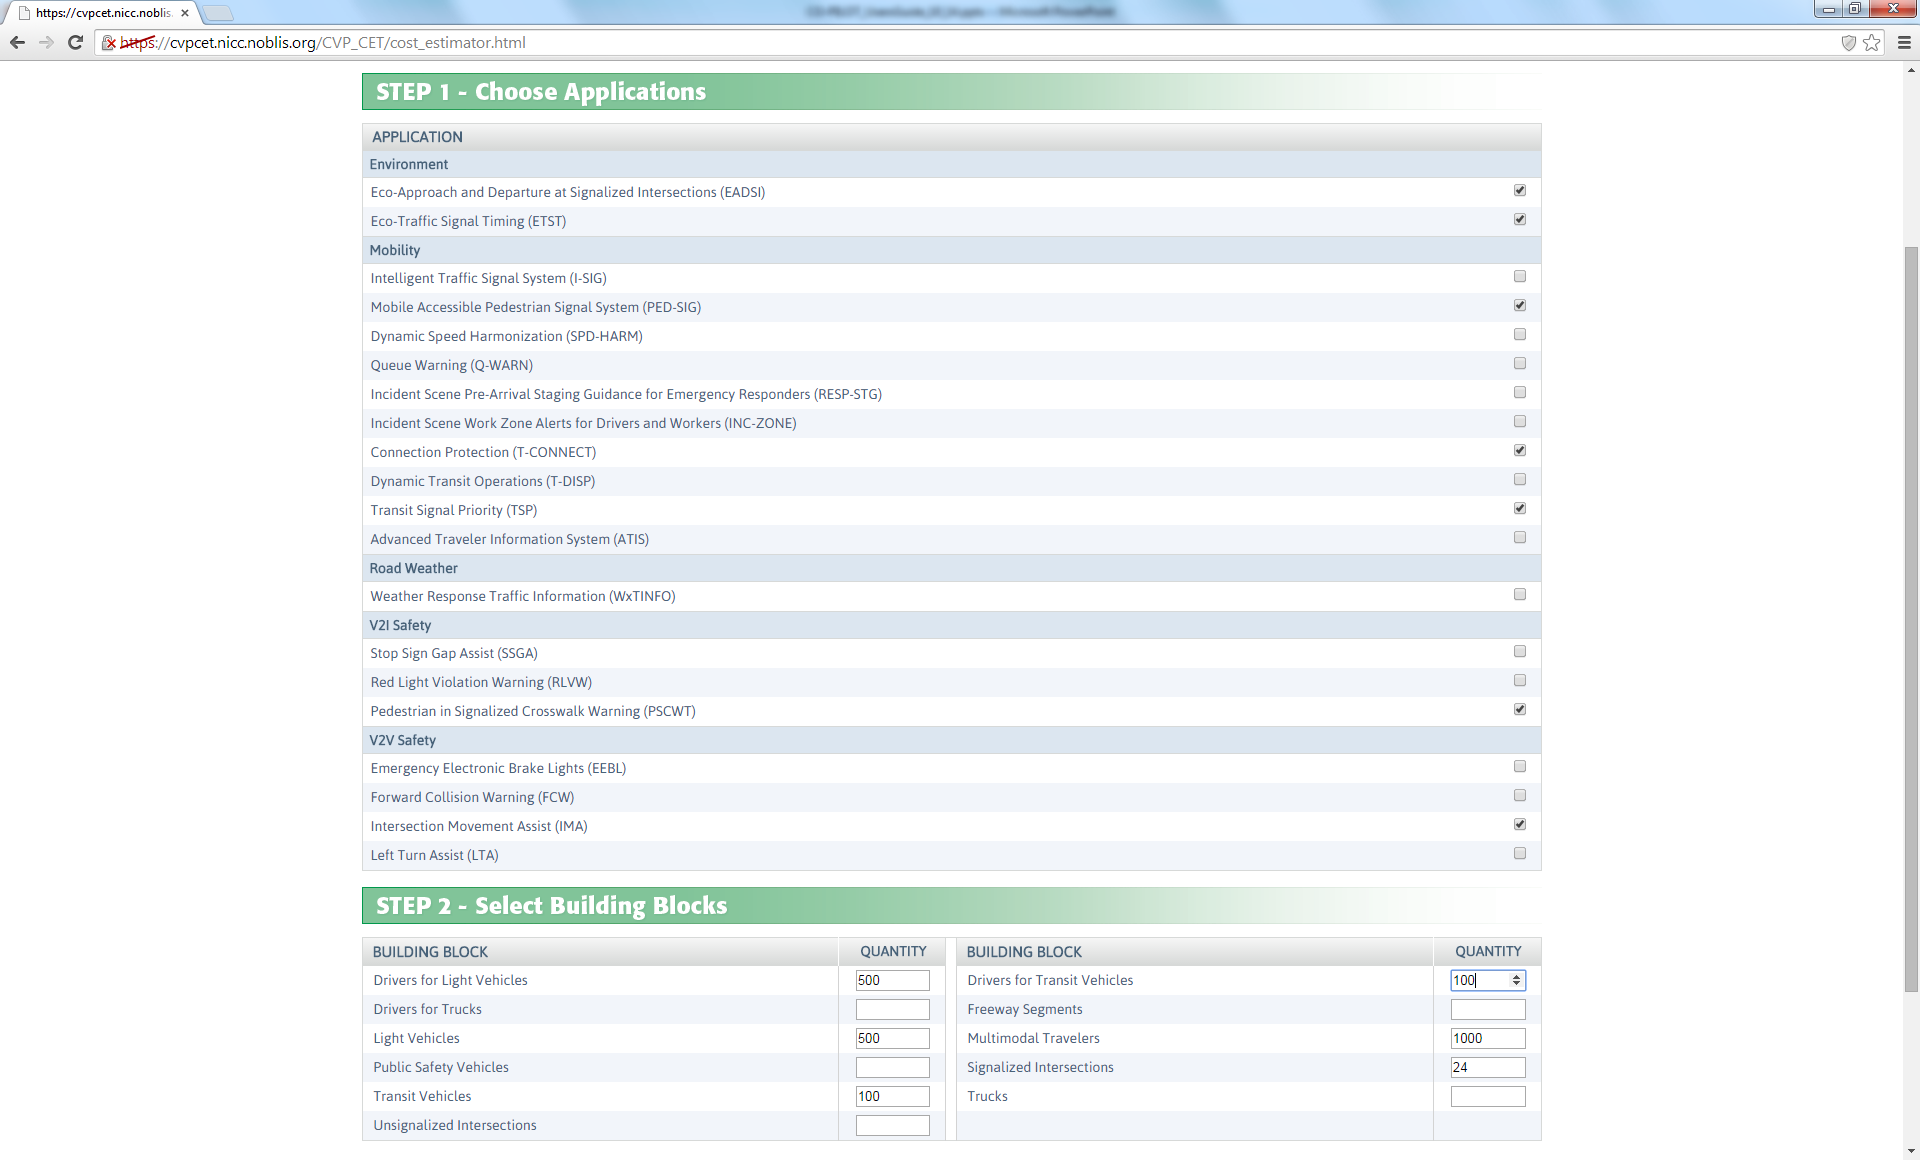 https://cvpcet.nicc.noblis.
https://cvpcet.nicc.noblis.org/CVP_CET/cost_estimator.html
STEP 1 - Choose Applications
APPLICATION
Environment
Eco-Approach and Departure at Signalized Intersections (EADSI)
Eco-Traffic Signal Timing (ETST)
Mobility
Intelligent Traffic Signal System (I-SIG)
Mobile Accessible Pedestrian Signal System (PED-SIG)
Dynamic Speed Harmonization (SPD-HARM)
Queue Warning (Q-WARN)
Incident Scene Pre-Arrival Staging Guidance for Emergency Responders (RESP-STG)
Incident Scene Work Zone Alerts for Drivers and Workers (INC-ZONE)
Connection Protection (T-CONNECT)
Dynamic Transit Operations (T-DISP)
Transit Signal Priority (TSP)
Advanced Traveler Information System (ATIS)
Road Weather
Weather Response Traffic Information (WxTINFO)
V2I Safety
Stop Sign Gap Assist (SSGA)
Red Light Violation Warning (RLVW)
Pedestrian in Signalized Crosswalk Warning (PSCWT)
V2V Safety
Emergency Electronic Brake Lights (EEBL)
Forward Collision Warning (FCW)
Intersection Movement Assist (IMA)
Left Turn Assist (LTA)
STEP 2 - Select Building Blocks
BUILDING BLOCK QUANTITY BUILDING BLOCK QUANTITY
Drivers for Light Vehicles 500 Drivers for Transit Vehicles 100
Drivers for Trucks Freeway Segments
Light Vehicles 500 Multimodal Travelers 1000
Public Safety Vehicles Signalized Intersections 24
Transit Vehicles 100 Trucks
Unsignalized Intersections